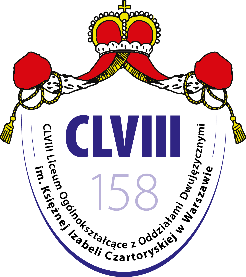 CLVIII
158
CLVIII Liceum Ogólnokształcące z Oddziałami Dwujęzycznymi
im. Księżnej Izabeli Czartoryskiej w Warszawie